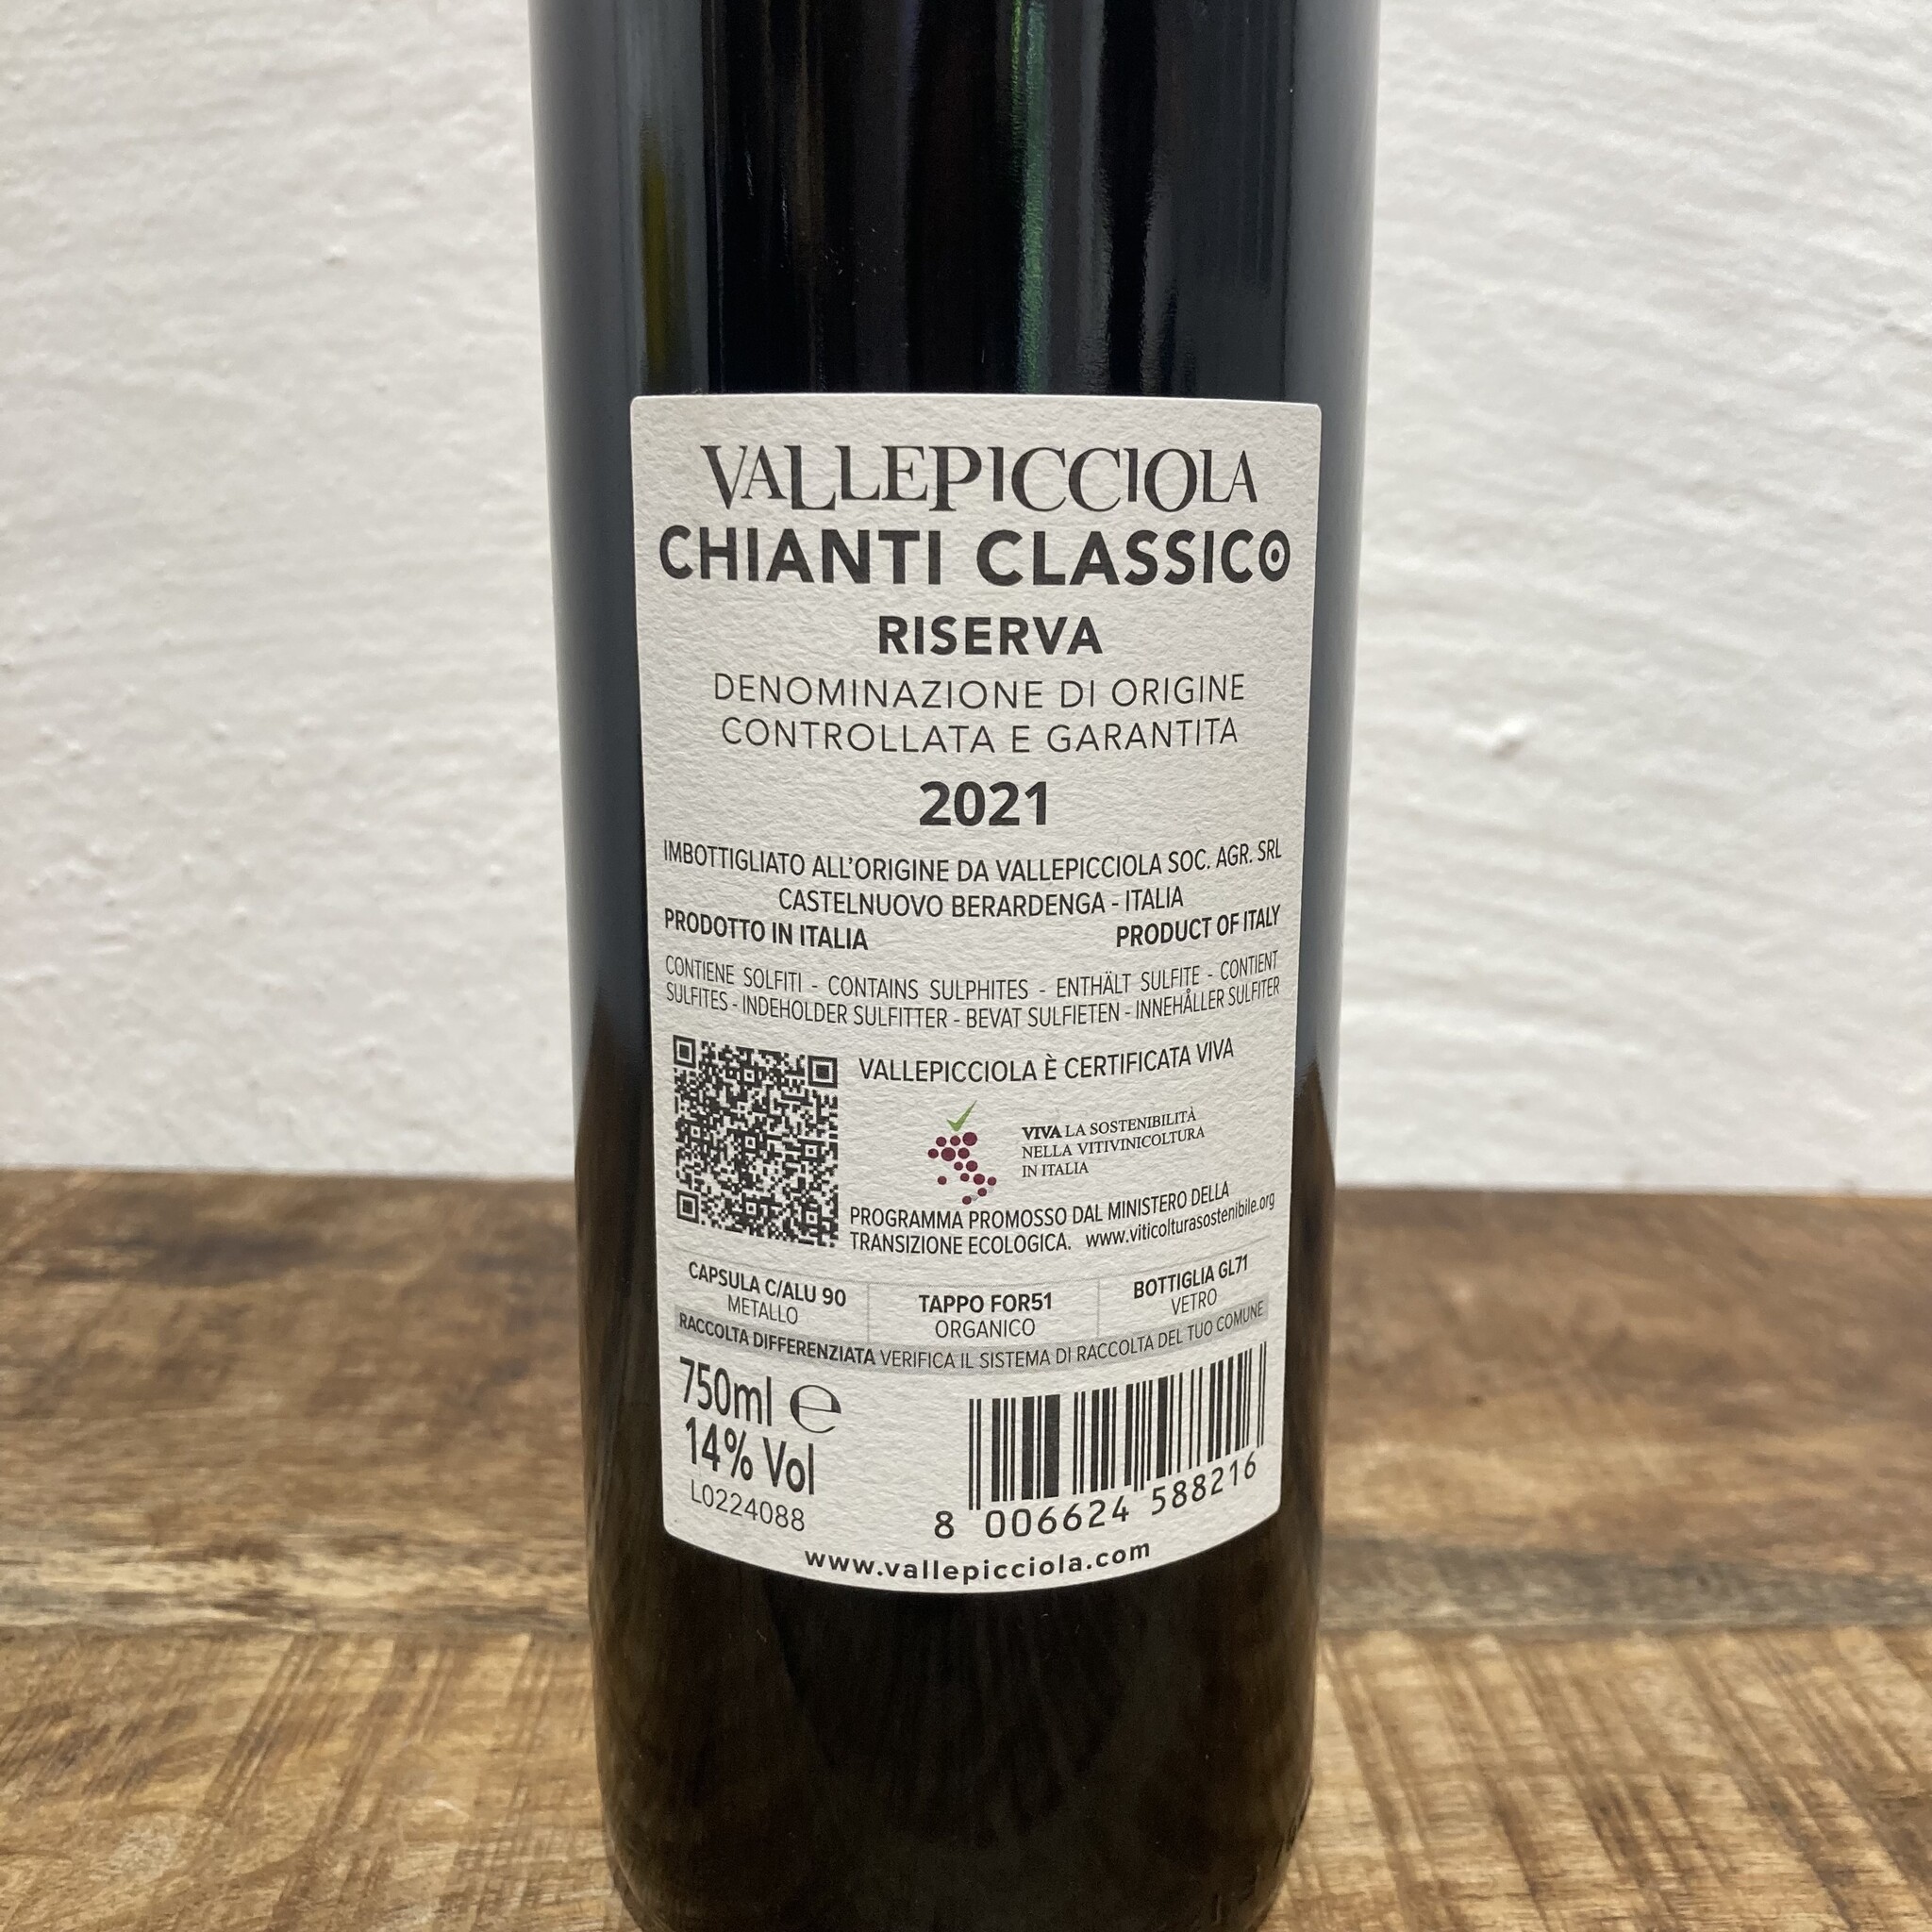 VALLEPICCIOLA
CHIANTI CLASSICO
RISERVA
DENOMINAZIONE DI ORIGINE
CONTROLLATA E GARANTITA
2021
IMBOTTIGLIATO ALL'ORIGINE DA VALLEPICCIOLA SOC. AGR. SRL
CASTELNUOVO BERARDENGA - ITALIA
PRODOTTO IN ITALIA PRODUCT OF ITALY
CONTIENE SOLFITI - CONTAINS SULPHITES - ENTHÄLT SULFITE - CONTIENT
SULFITES - INDEHOLDER SULFITTER - BEVAT SULFIETEN - INNEHÅLLER SULFITER
VALLEPICCIOLA È CERTIFICATA VIVA
VIVA LA SOSTENIBILITÀ
NELLA VITIVINICOLTURA
IN ITALIA
PROGRAMMA PROMOSSO DAL MINISTERO DELLA
TRANSIZIONE ECOLOGICA. www.viticolturasostenibile.org
CAPSULA C/ALU 90
METALLO
TAPPO FOR51
ORGANICO
BOTTIGLIA GL71
VETRO
RACCOLTA DIFFERENZIATA VERIFICA IL SISTEMA DI RACCOLTA DEL TUO COMUNE
750ml e
14% Vol
L0224088
8 006624 588216
www.vallepicciola.com